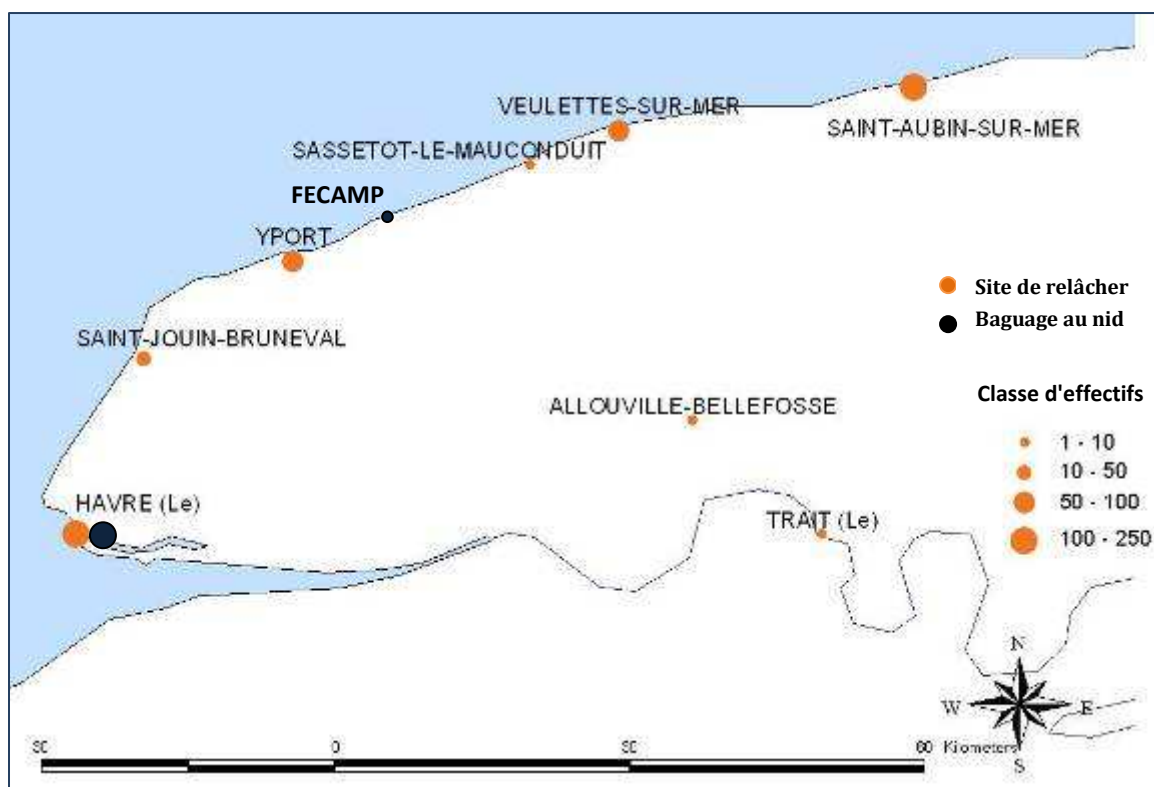 VEULETTES-SUR-MER
SAINT-AUBIN-SUR-MER
SASSETOT-LE-MAUCONDUIT
FECAMP
YPORT
Site de relâcher
Baguage au nid
SAINT-JOUIN-BRUNEVAL
Classe d'effectifs
ALLOUVILLE-BELLEFOSSE
1 - 10
10 - 50
50 - 100
100 - 250
HAVRE (Le)
TRAIT (Le)
N
W E
S
30 0 30 60 Kilometers